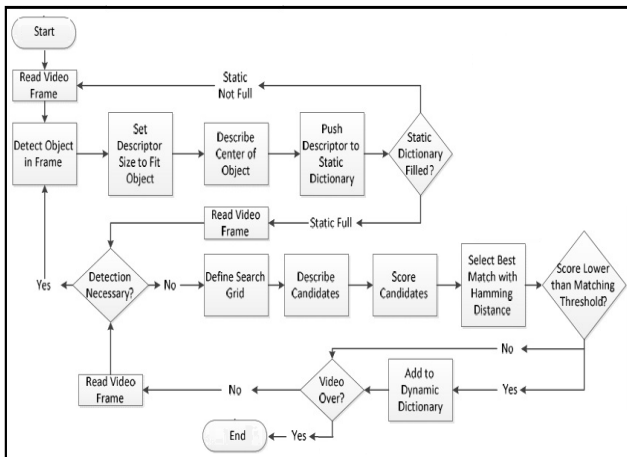 Start
Read Video
Frame
Static
Not Full
Detect Object
in Frame
Set
Descriptor
Size to Fit
Object
Describe
Center of
Object
Push
Descriptor to
Static
Dictionary
Static
Dictionary
Filled?
Read Video
Frame
Static Full
Yes
Detection
Necessary?
No
Define Search
Grid
Describe
Candidates
Score
Candidates
Select Best
Match with
Hamming
Distance
Score Lower
than Matching
Threshold?
No
Read Video
Frame
No
Video
Over?
Add to
Dynamic
Dictionary
Yes
End
Yes